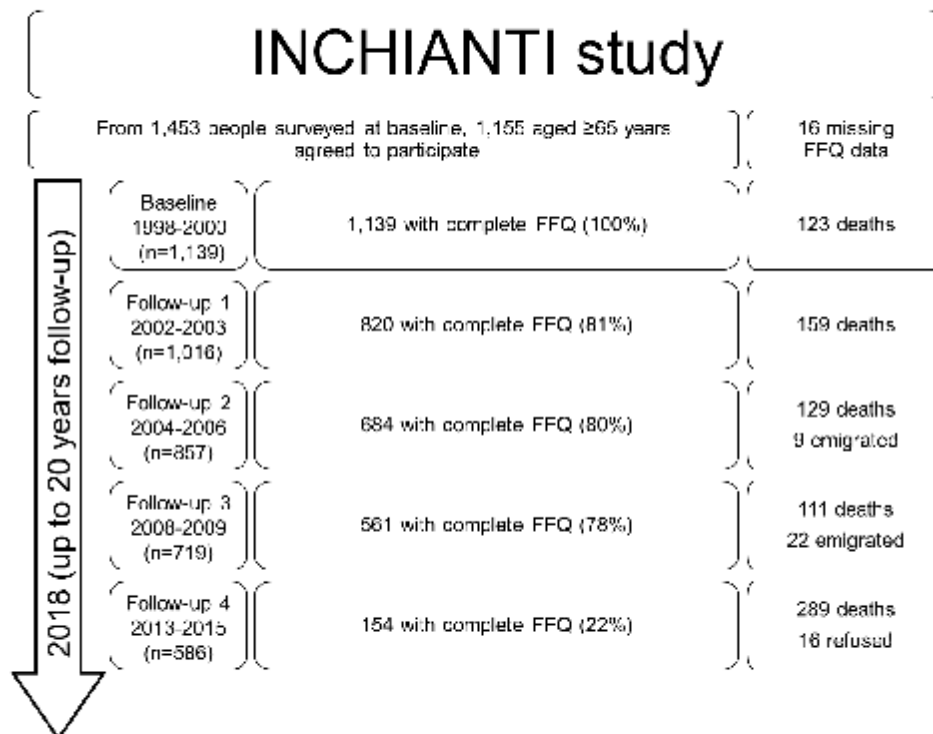 INCHIANTI study
From 1,453 people surveyed at baseline, 1,155 aged ≥65 years
agreed to participate
16 missing
FFQ data
Baseline
1998-2000
(n=1,139)
1,139 with complete FFQ (100%)
123 deaths
Follow-up 1
2002-2003
(n=1,016)
820 with complete FFQ (81%)
159 deaths
Follow-up 2
2004-2006
(n=857)
684 with complete FFQ (80%)
129 deaths
9 emigrated
Follow-up 3
2008-2009
(n=719)
561 with complete FFQ (78%)
111 deaths
22 emigrated
Follow-up 4
2013-2015
(n=586)
154 with complete FFQ (22%)
289 deaths
16 refused
2018 (up to 20 years follow-up)